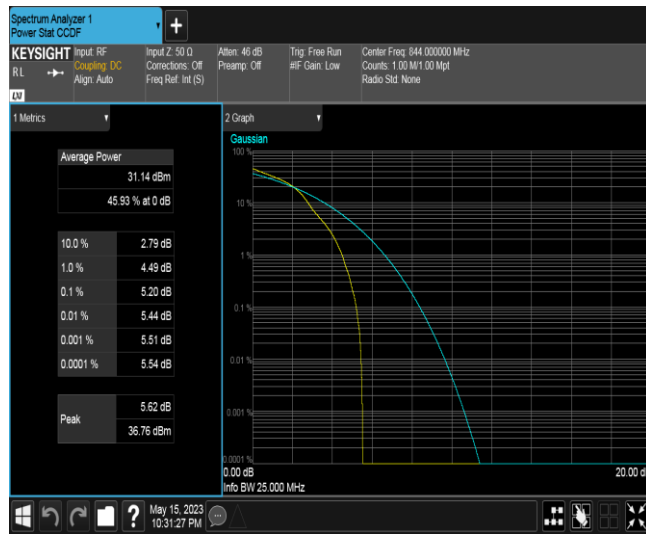 Spectrum Analyzer 1
Power Stat CCDF
KEYSIGHT
RL
LXI
Input: RF
Coupling: DC
Align: Auto
Input Z: 50 Ω
Corrections: Off
Freq Ref: Int (S)
Atten: 46 dB
Preamp: Off
Trig: Free Run
#IF Gain: Low
Center Freq: 844.000000 MHz
Counts: 1.00 M/1.00 Mpt
Radio Std: None
1 Metrics
Average Power
31.14 dBm
45.93 % at 0 dB
10.0 % 2.79 dB
1.0 % 4.49 dB
0.1 % 5.20 dB
0.01 % 5.44 dB
0.001 % 5.51 dB
0.0001 % 5.54 dB
Peak
5.62 dB
36.76 dBm
2 Graph
Gaussian
100 %
10 %
1 %
0.1 %
0.01 %
0.001 %
0.0001 %
0.00 dB
20.00 d
Info BW 25.000 MHz
?
May 15, 2023
10:31:27 PM